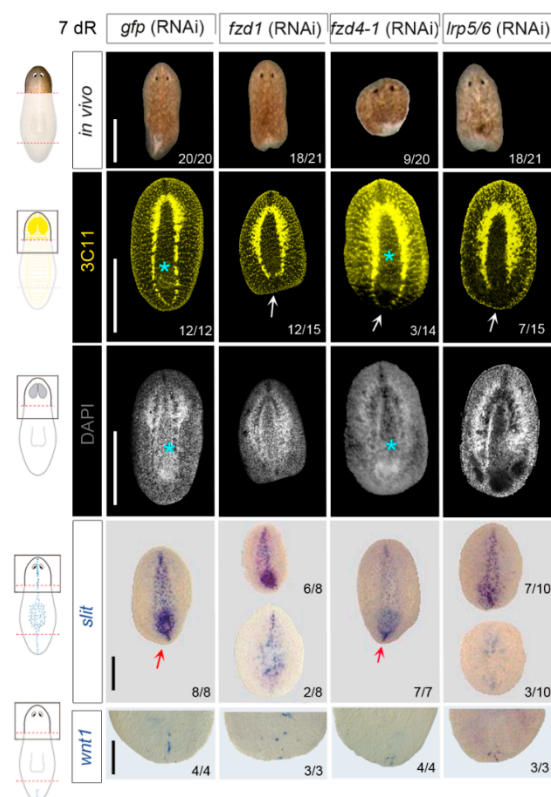 7 dR
gfp (RNAi)
fzd1 (RNAi)
fzd4-1 (RNAi)
lrp5/6 (RNAi)
in vivo
20/20
18/21
9/20
18/21
3C11
12/12
12/15
3/14
7/15
DAPI
slit
8/8
6/8
2/8
7/7
7/10
3/10
wnt1
4/4
3/3
4/4
3/3